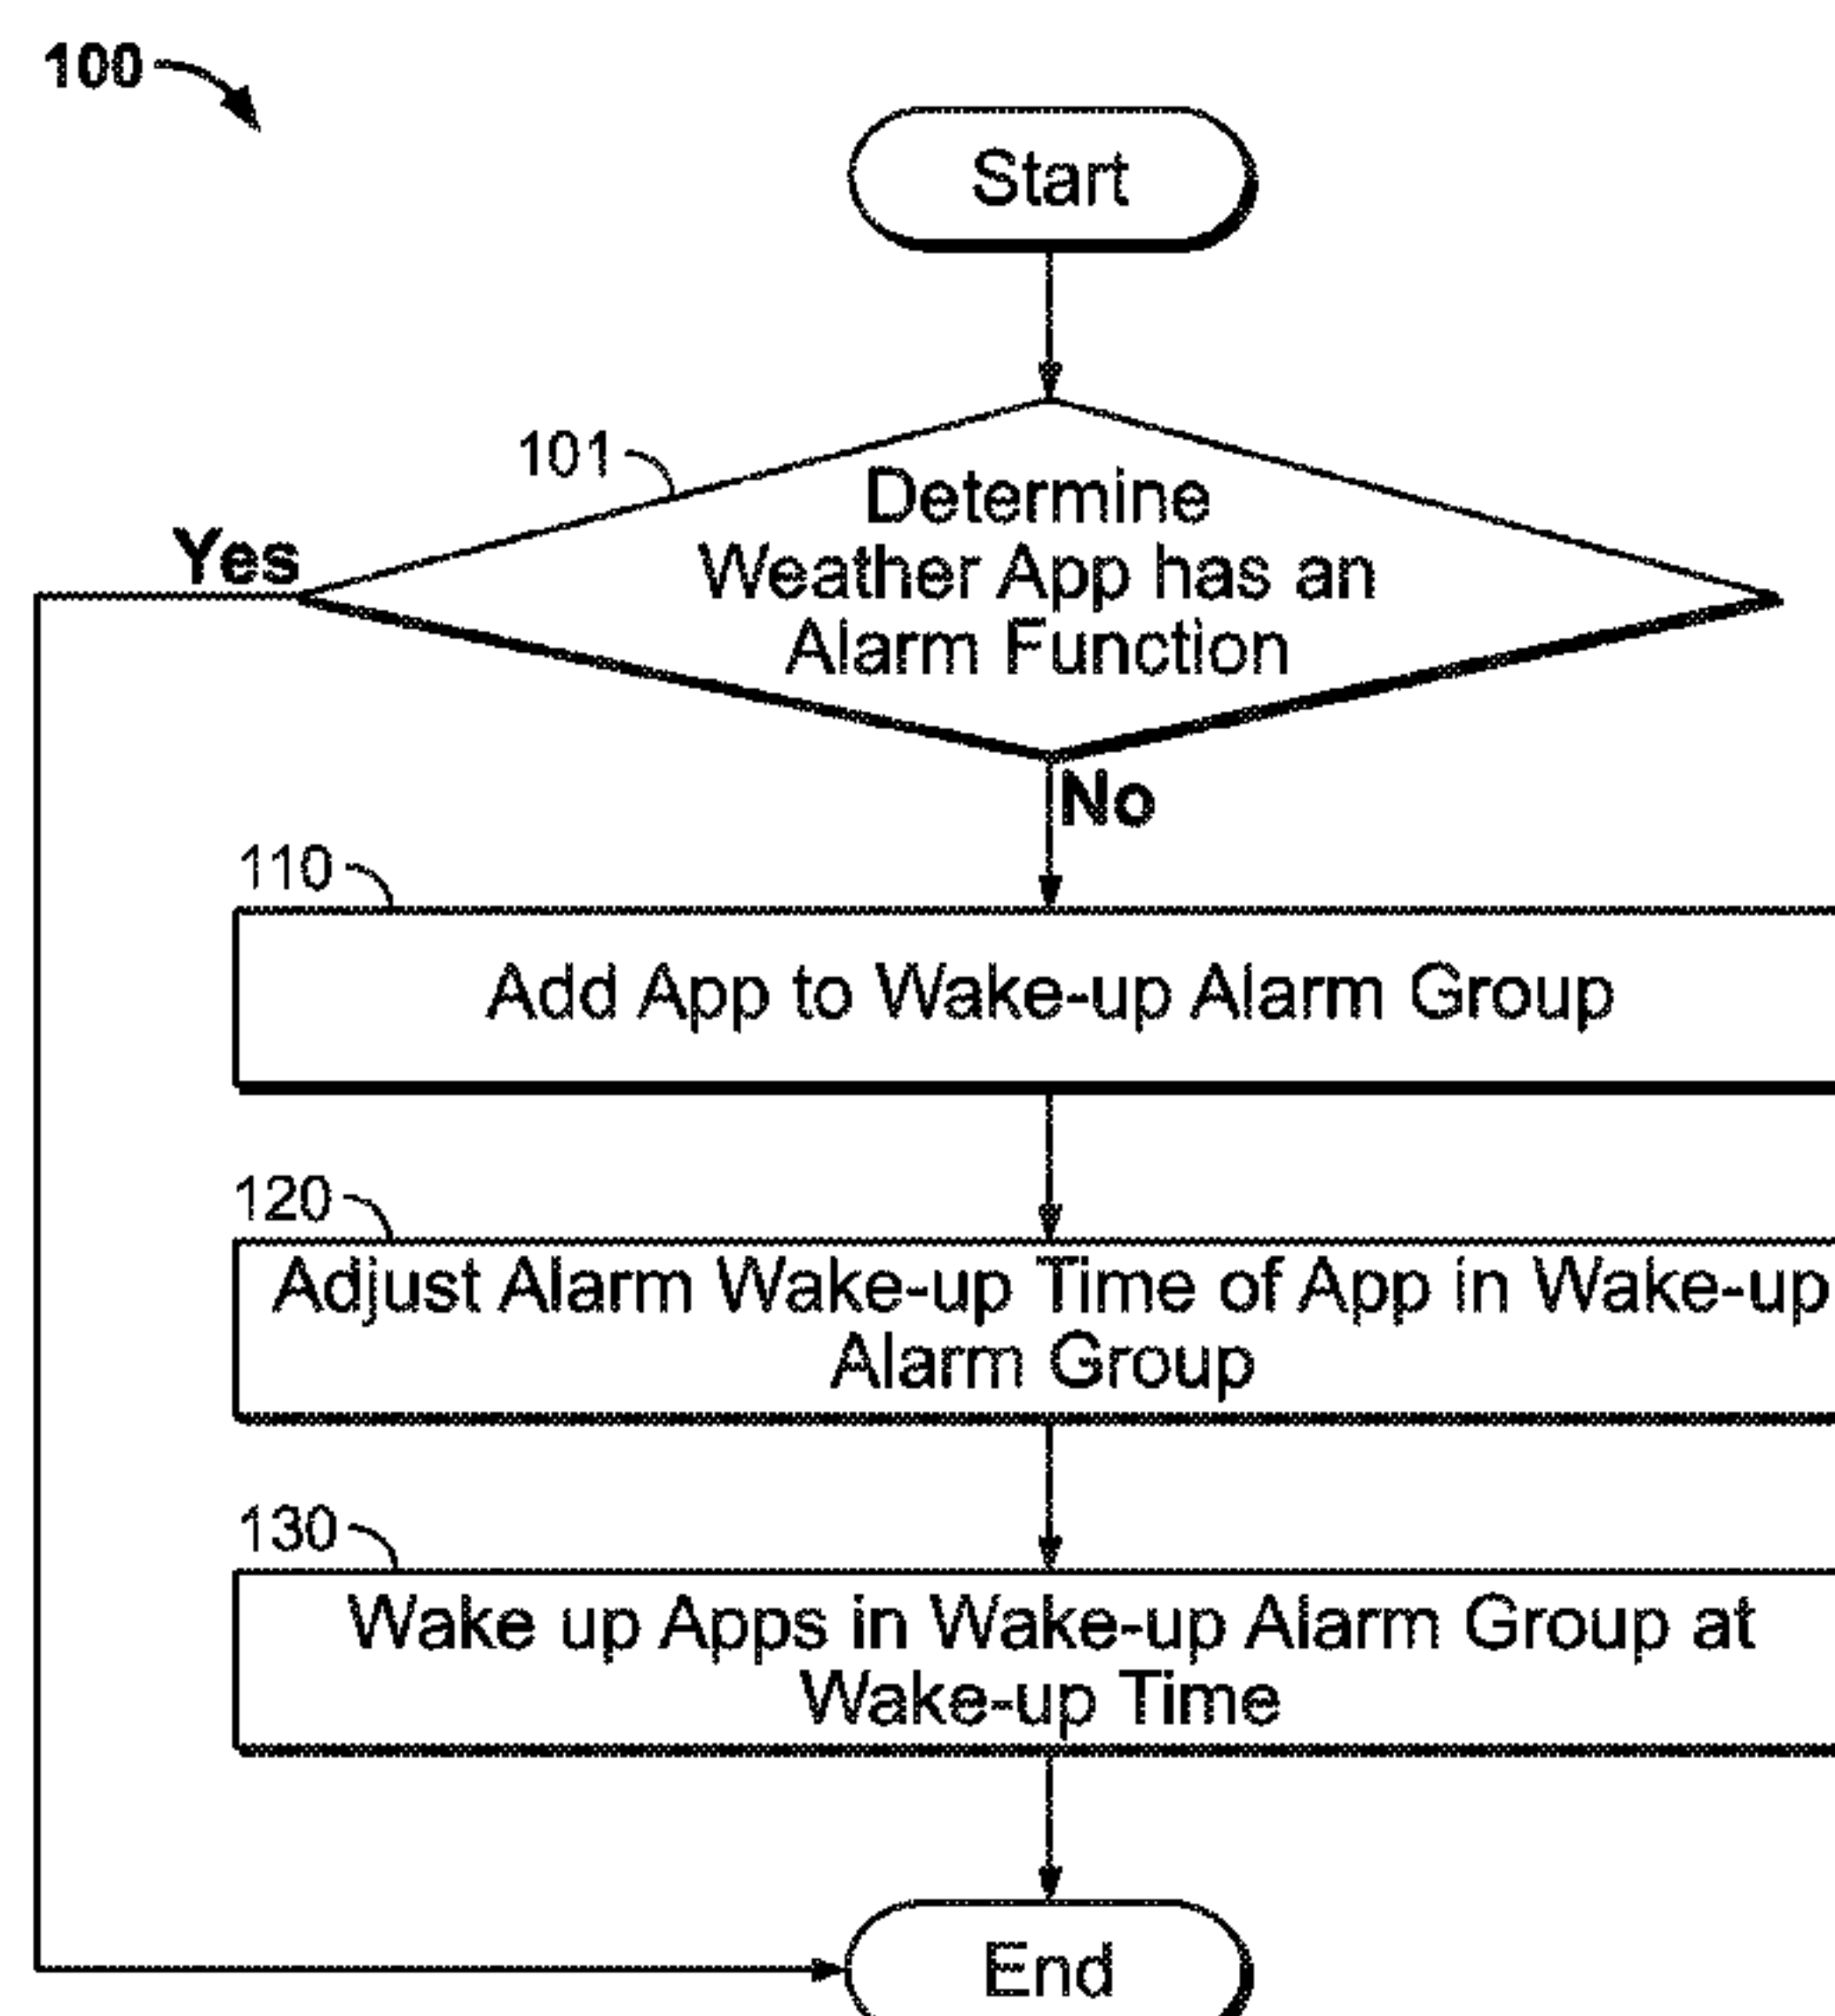 100
Start
101
Determine
Weather App has an
Alarm Function
Yes
No
110
Add App to Wake-up Alarm Group
120
Adjust Alarm Wake-up Time of App in Wake-up
Alarm Group
130
Wake up Apps in Wake-up Alarm Group at
Wake-up Time
End